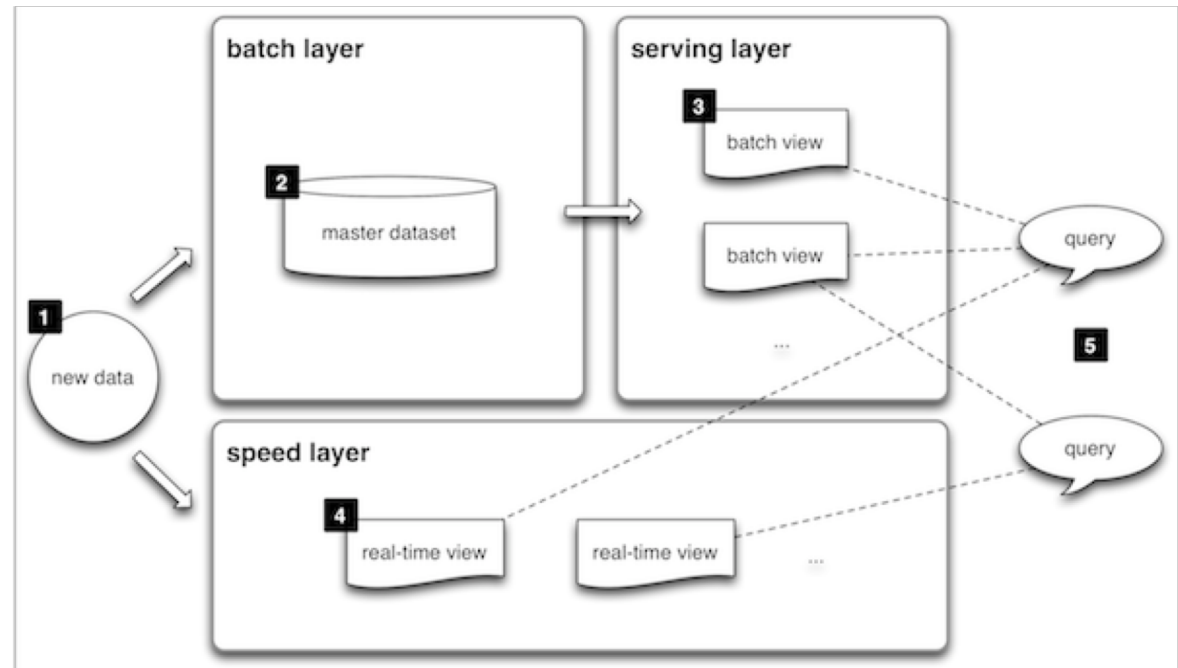 batch layer
serving layer
3
batch view
2
master dataset
batch view
query
1
new data
...
5
speed layer
query
4
real-time view
real-time view
...